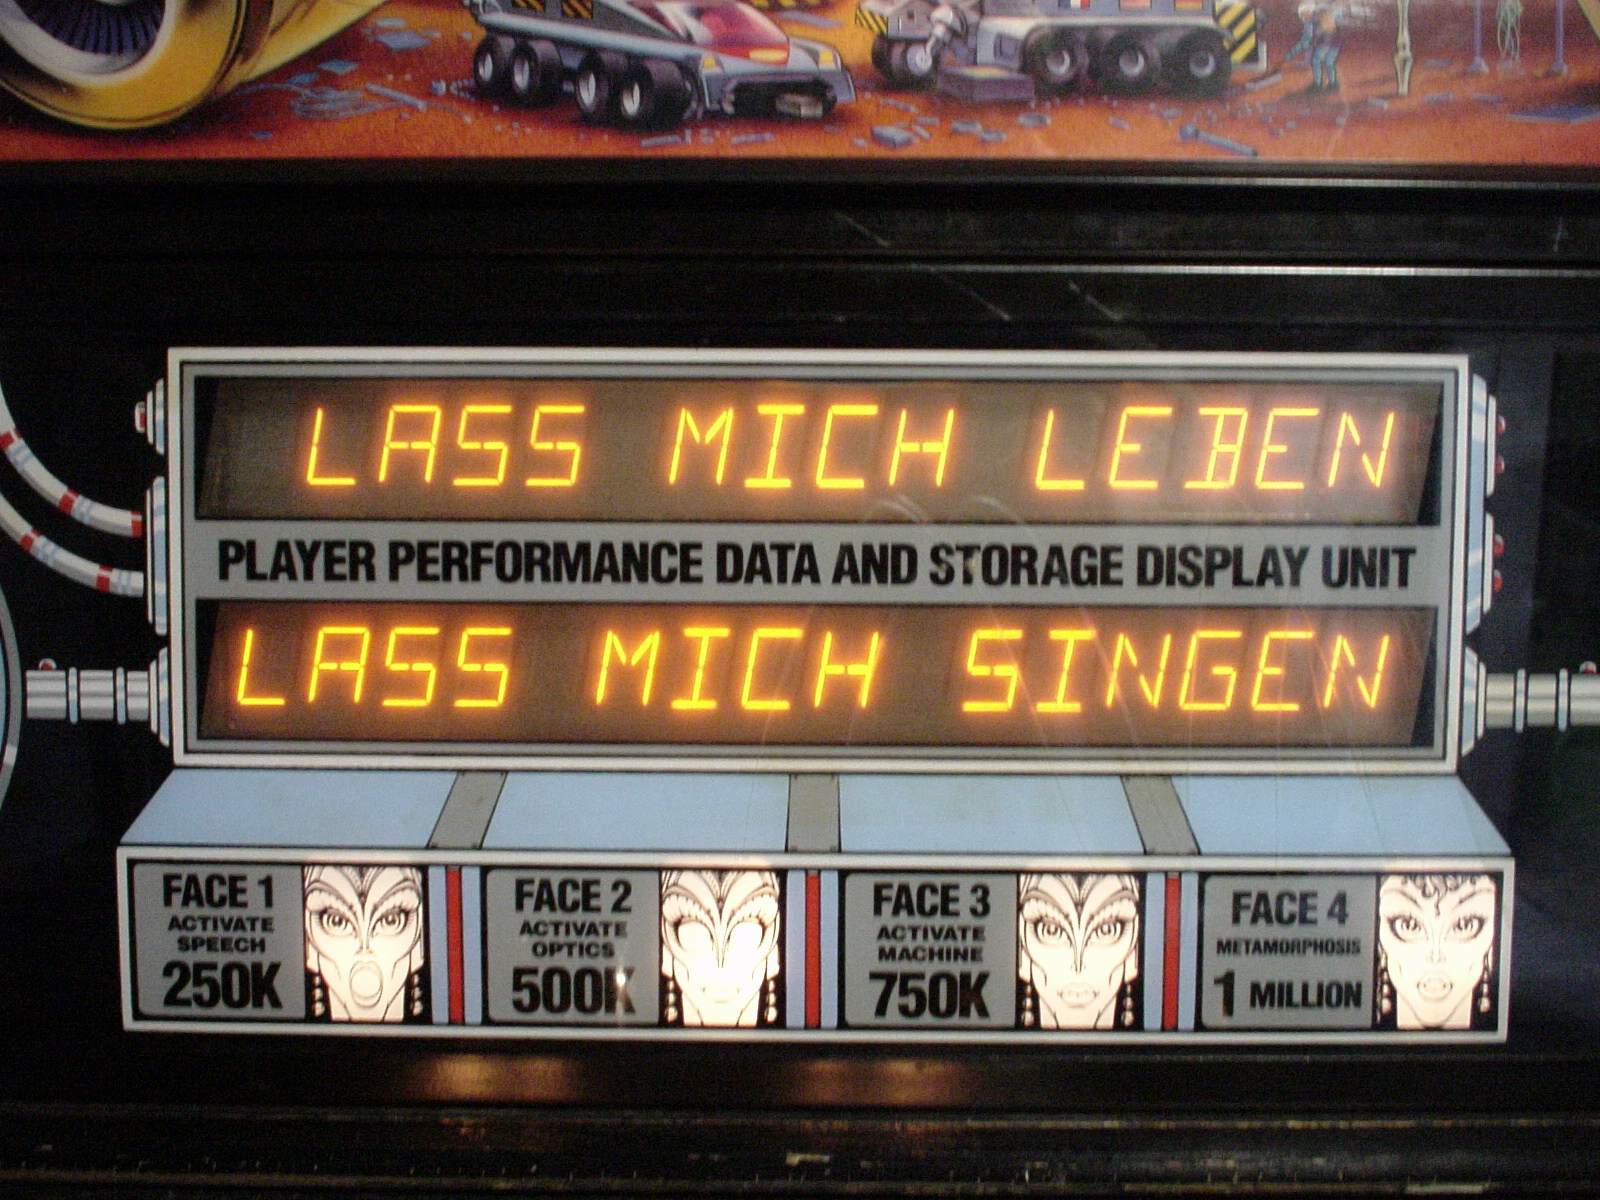 LASS MICH LEBEN
PLAYER PERFORMANCE DATA AND STORAGE DISPLAY UNIT
LASS MICH SINGEN
FACE 1
ACTIVATE
SPEECH
250K
FACE 2
ACTIVATE
OPTICS
500K
FACE 3
ACTIVATE
MACHINE
750K
FACE 4
METAMORPHOSIS
1 MILLION